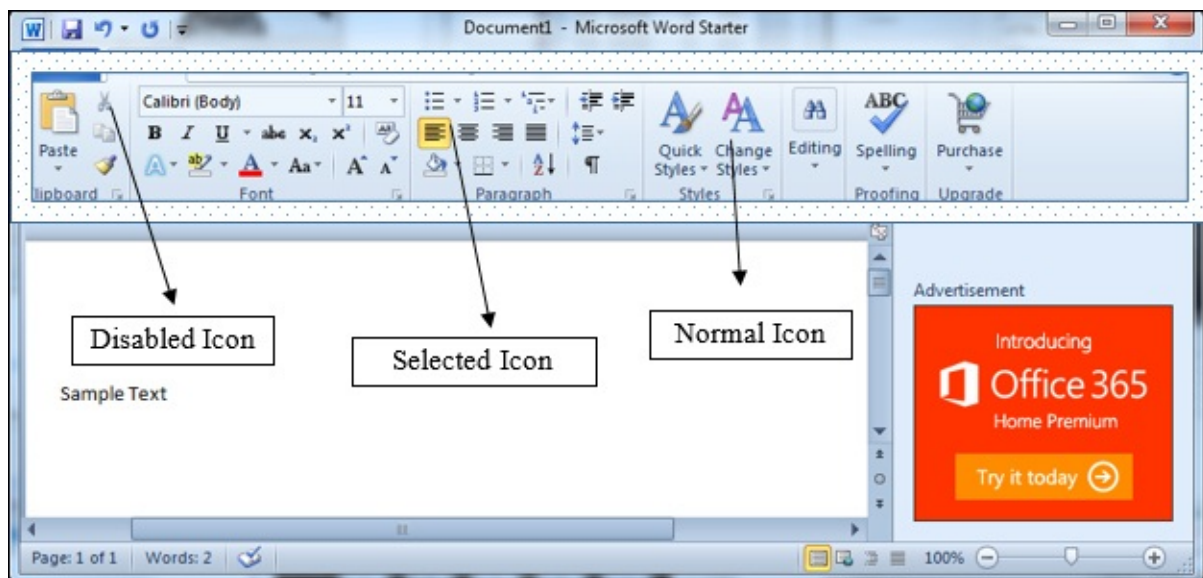 W
Document1 - Microsoft Word Starter
Calibri (Body) 11
B I U abe x, x²
ab Aa A A
A Z
Paste
Quick Styles
Change Styles
Editing
ABC
Spelling
Purchase
lipboard Font Paragraph Styles Proofing Upgrade
Disabled Icon
Selected Icon
Normal Icon
Sample Text
Advertisement
Introducing
Office 365
Home Premium
Try it today
Page: 1 of 1 Words: 2 100%